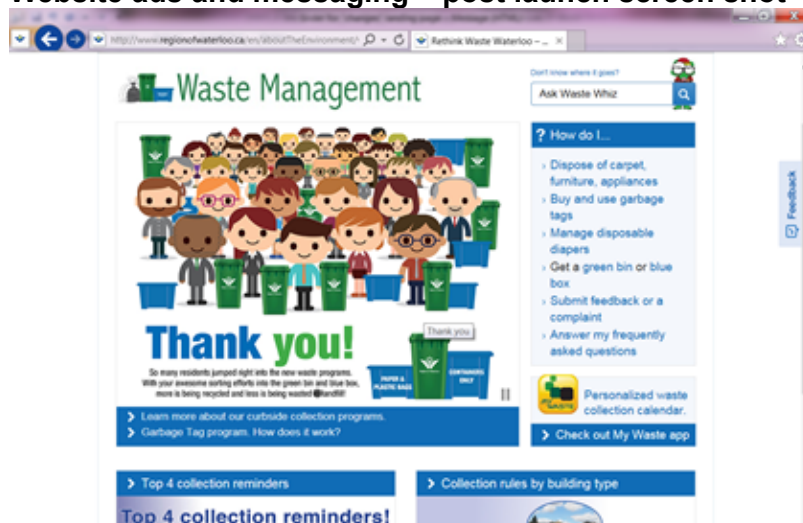 Website ads and messaging – post launch screen shot
http://www.regionofwaterloo.ca/en/aboutTheEnvironment/
Rethink Waste Waterloo – ...
Waste Management
Don't know where it goes?
Ask Waste Whiz
? How do I...
Dispose of carpet,
furniture, appliances
Buy and use garbage
tags
Manage disposable
diapers
Get a green bin or blue
box
Submit feedback or a
complaint
Answer my frequently
asked questions
Feedback
Thank you!
Thank you
So many residents jumped right into the new waste programs.
With your awesome sorting efforts into the green bin and blue box,
more is being recycled and less is being wasted @landfill!
PAPER &
PLASTIC BAGS
CONTAINERS
ONLY
Learn more about our curbside collection programs.
Garbage Tag program. How does it work?
MY
WASTE
Personalized waste
collection calendar.
Check out My Waste app
Top 4 collection reminders
Collection rules by building type
Top 4 collection reminders!